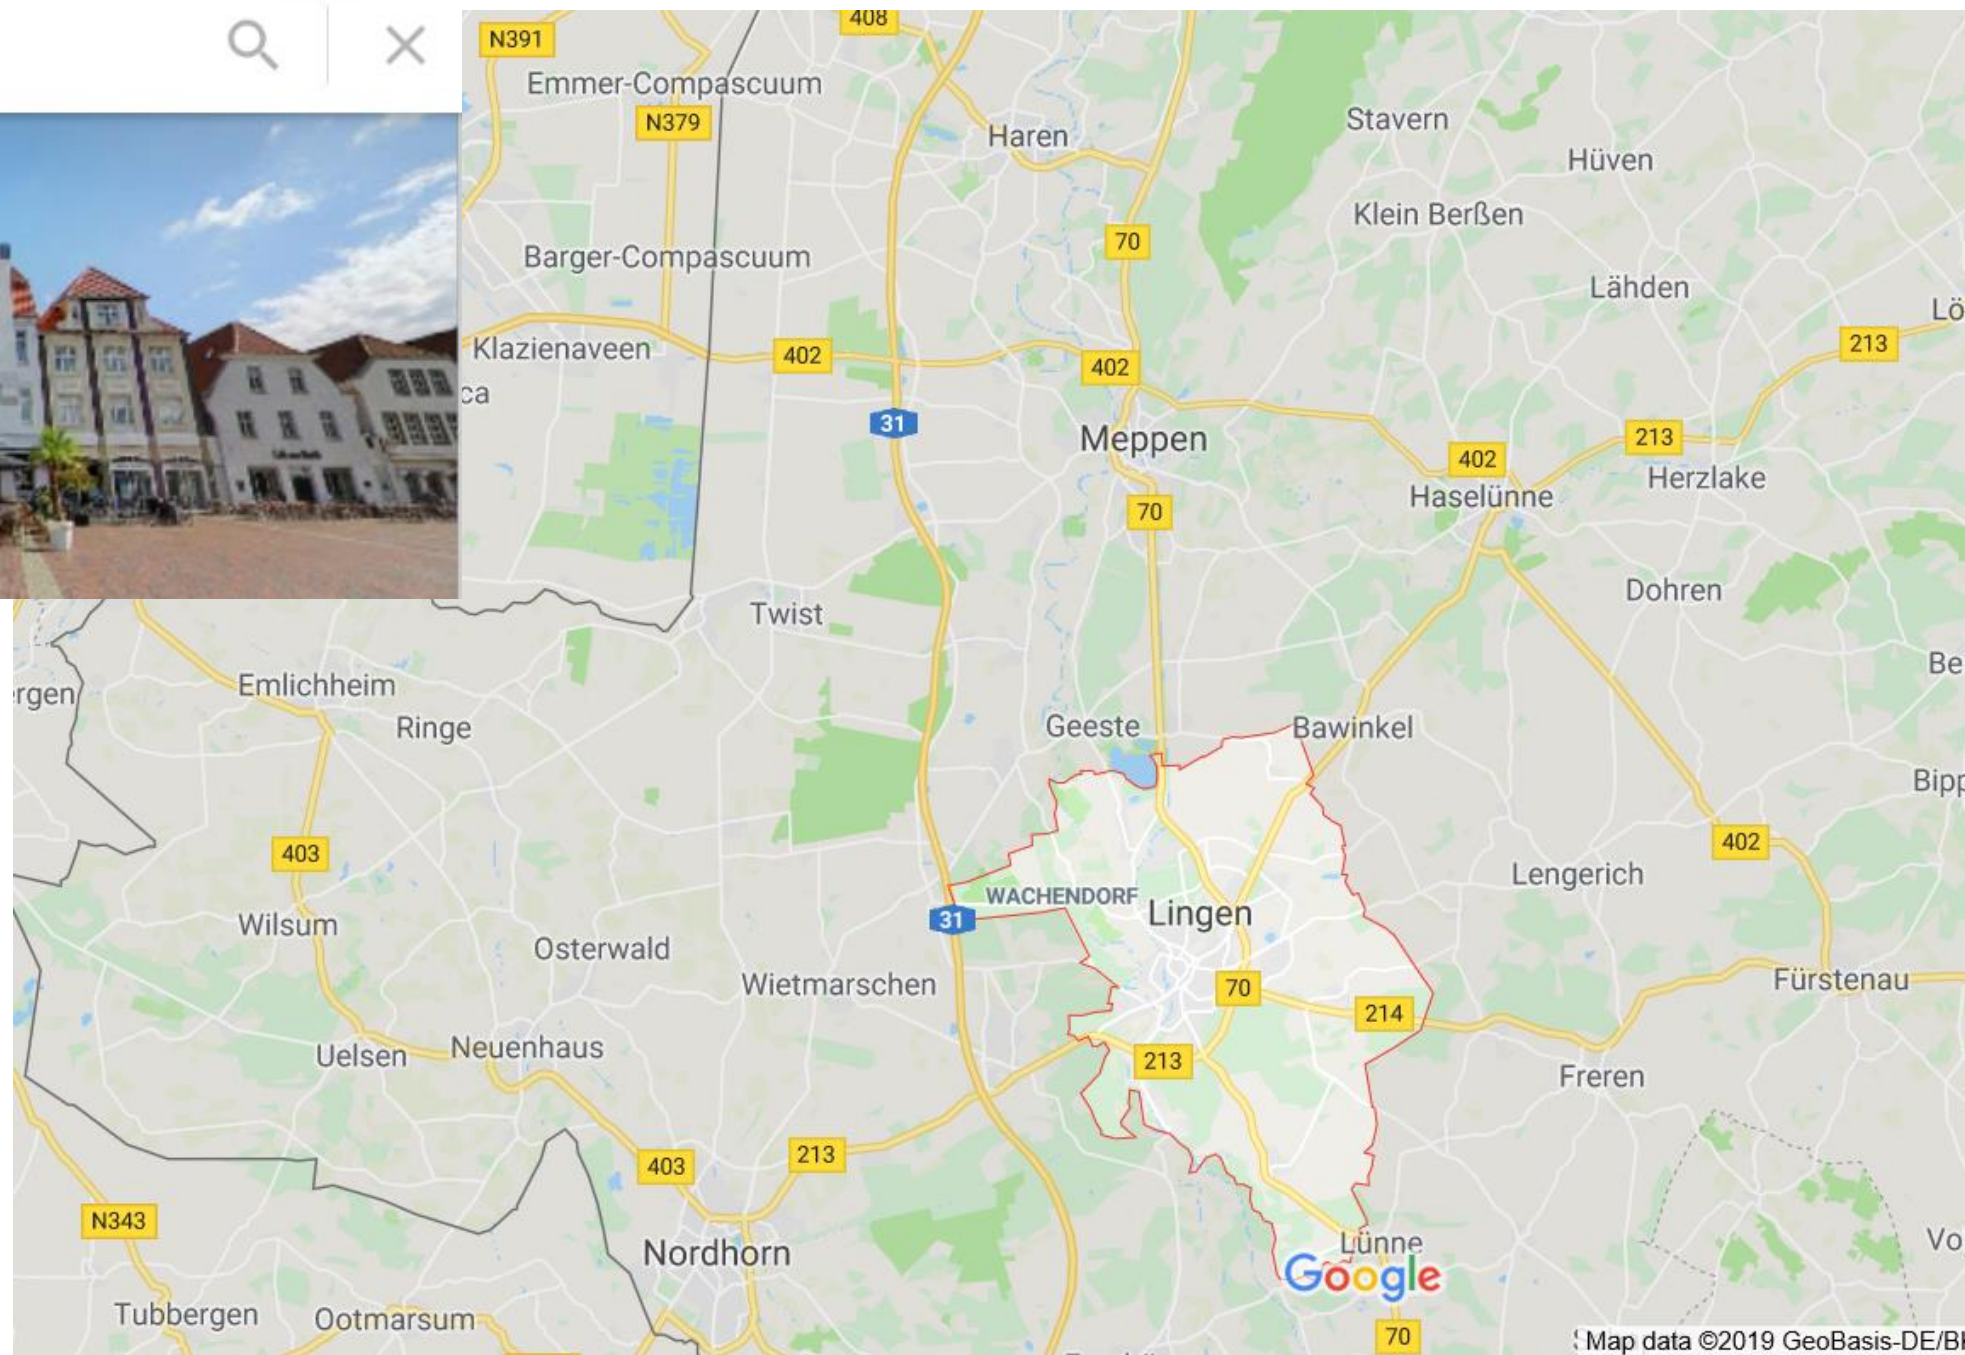 408
N391
Emmer-Compascuum
N379
Haren
Stavern
Hüven
Klein Berßen
70
Barger-Compascuum
Lähden
Lö
213
Klazienaveen
402
402
ca
31
Meppen
213
402
Herzlake
Haselünne
70
Dohren
Twist
Be
rgen
Emlichheim
Ringe
Geeste
Bawinkel
Bipp
403
402
Lengerich
WACHENDORF
Lingen
31
Wilsum
Osterwald
Wietmarschen
70
Fürstenau
214
Uelsen
Neuenhaus
213
Freren
403
213
N343
Nordhorn
Lünne
Vo
Google
Tubbergen
Ootmarsum
70
Map data ©2019 GeoBasis-DE/B